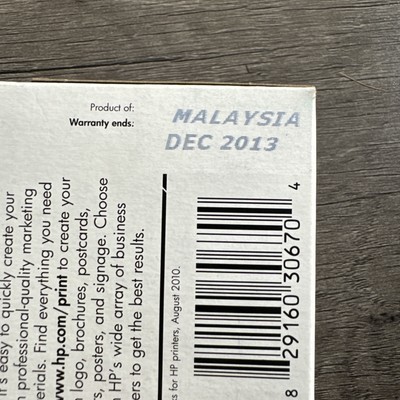 Product of: MALAYSIA
Warranty ends: DEC 2013
it's easy to quickly create your
professional-quality marketing
erials. Find everything you need
www.hp.com/print to create your
logo, brochures, postcards,
rs, posters, and signage. Choose
HP's wide array of business
ers to get the best results.
cs for HP printers, August 2010.
8 29160 30670 4